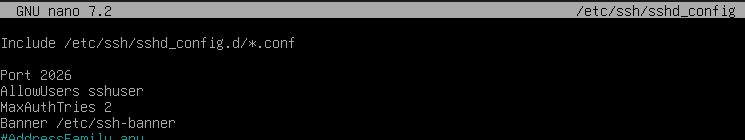 GNU nano 7.2 /etc/ssh/sshd_config
Include /etc/ssh/sshd_config.d/*.conf
Port 2026
AllowUsers sshuser
MaxAuthTries 2
Banner /etc/ssh-banner
#AddressFamily any